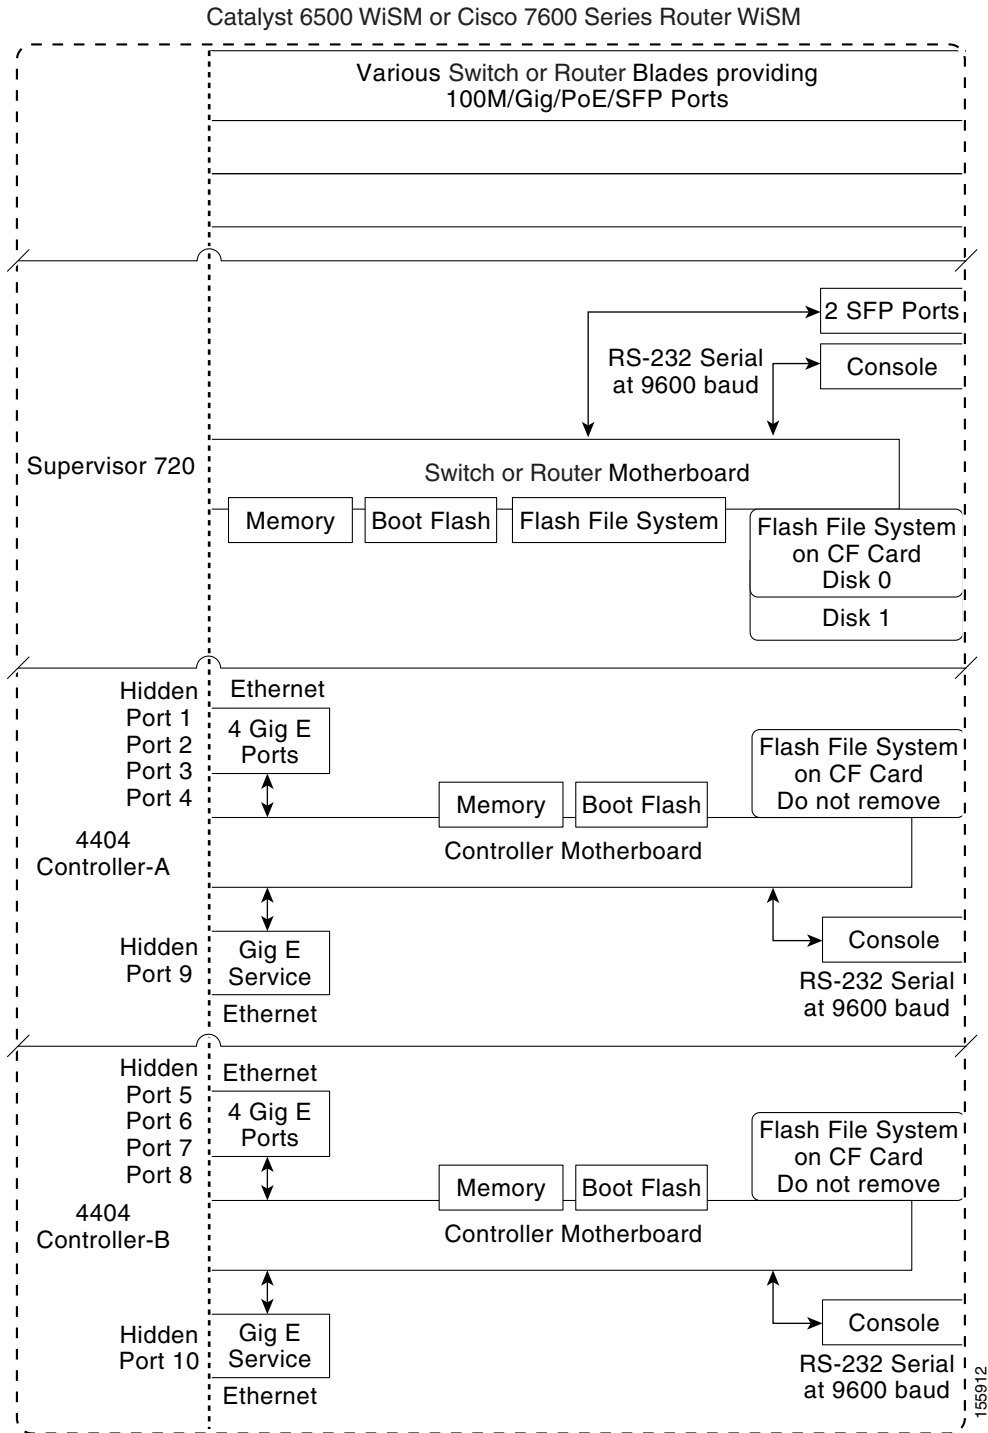 Catalyst 6500 WiSM or Cisco 7600 Series Router WiSM
Various Switch or Router Blades providing
100M/Gig/PoE/SFP Ports
2 SFP Ports
RS-232 Serial
at 9600 baud
Console
Supervisor 720
Switch or Router Motherboard
Memory
Boot Flash
Flash File System
Flash File System
on CF Card
Disk 0
Disk 1
Hidden
Port 1
Port 2
Port 3
Port 4
Ethernet
4 Gig E
Ports
Flash File System
on CF Card
Do not remove
Memory
Boot Flash
4404
Controller-A
Controller Motherboard
Hidden
Port 9
Gig E
Service
Ethernet
Console
RS-232 Serial
at 9600 baud
Hidden
Port 5
Port 6
Port 7
Port 8
Ethernet
4 Gig E
Ports
Flash File System
on CF Card
Do not remove
Memory
Boot Flash
4404
Controller-B
Controller Motherboard
Hidden
Port 10
Gig E
Service
Ethernet
Console
RS-232 Serial
at 9600 baud
155912